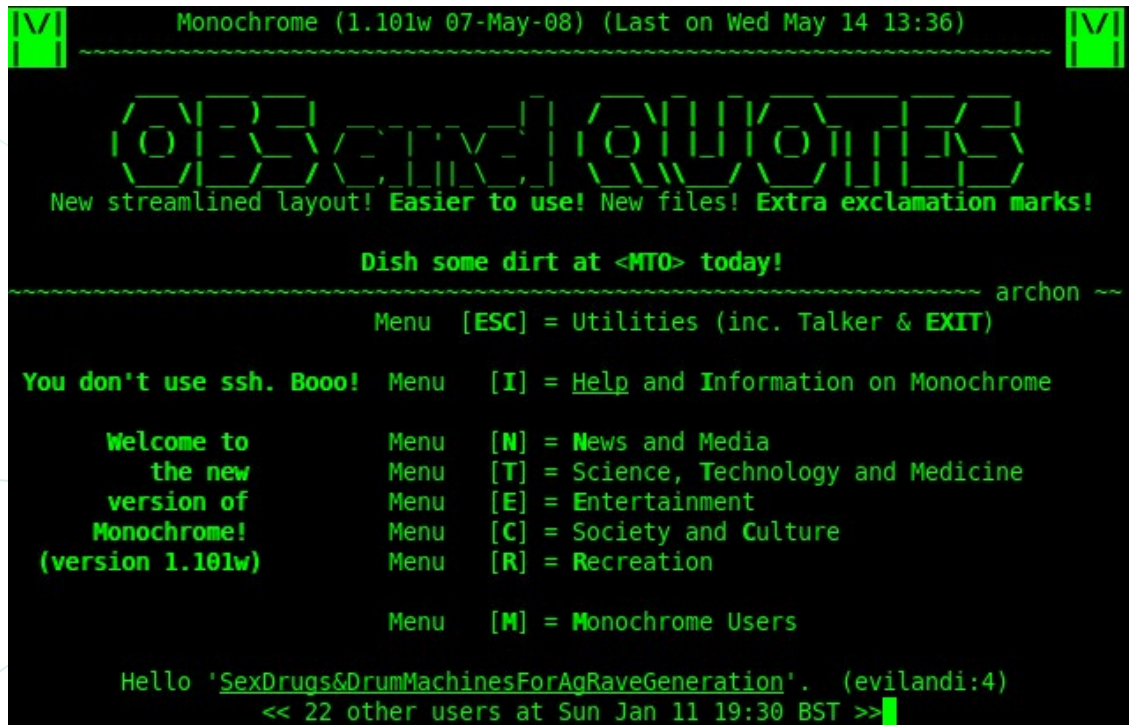 Monochrome (1.101w 07-May-08) (Last on Wed May 14 13:36)
OBS and QUOTES
New streamlined layout! Easier to use! New files! Extra exclamation marks!
Dish some dirt at <MTO> today!
archon
Menu [ESC] = Utilities (inc. Talker & EXIT)
You don't use ssh. Booo! Menu [I] = Help and Information on Monochrome
Welcome to Menu [N] = News and Media
the new Menu [T] = Science, Technology and Medicine
version of Menu [E] = Entertainment
Monochrome! Menu [C] = Society and Culture
(version 1.101w) Menu [R] = Recreation
Menu [M] = Monochrome Users
Hello 'SexDrugs&DrumMachinesForAgRaveGeneration'. (evilandi:4)
<< 22 other users at Sun Jan 11 19:30 BST >>